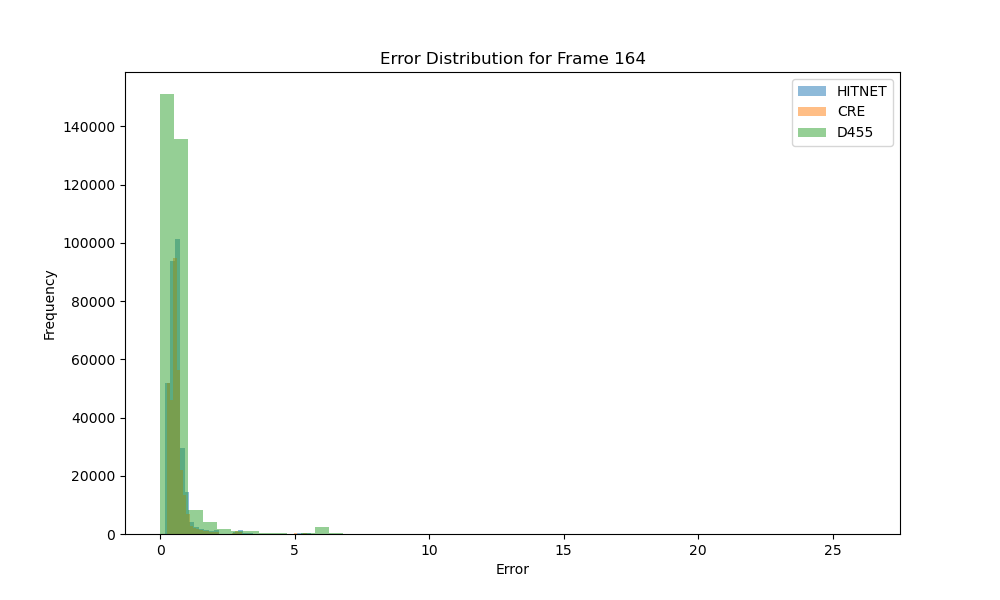 Error Distribution for Frame 164
HITNET
CRE
D455
140000
120000
100000
80000
60000
40000
20000
0
Frequency
0 5 10 15 20 25
Error